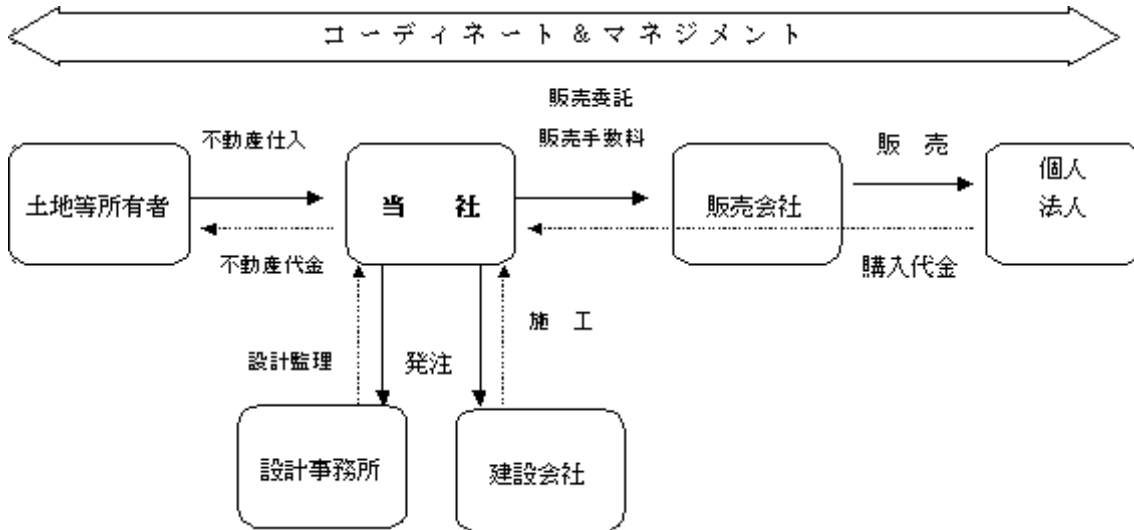 コーディネート＆マネジメント
販売委託
不動産仕入
販売手数料
販　売
土地等所有者
当　社
販売会社
個人
法人
不動産代金
購入代金
施　工
設計監理
発注
設計事務所
建設会社